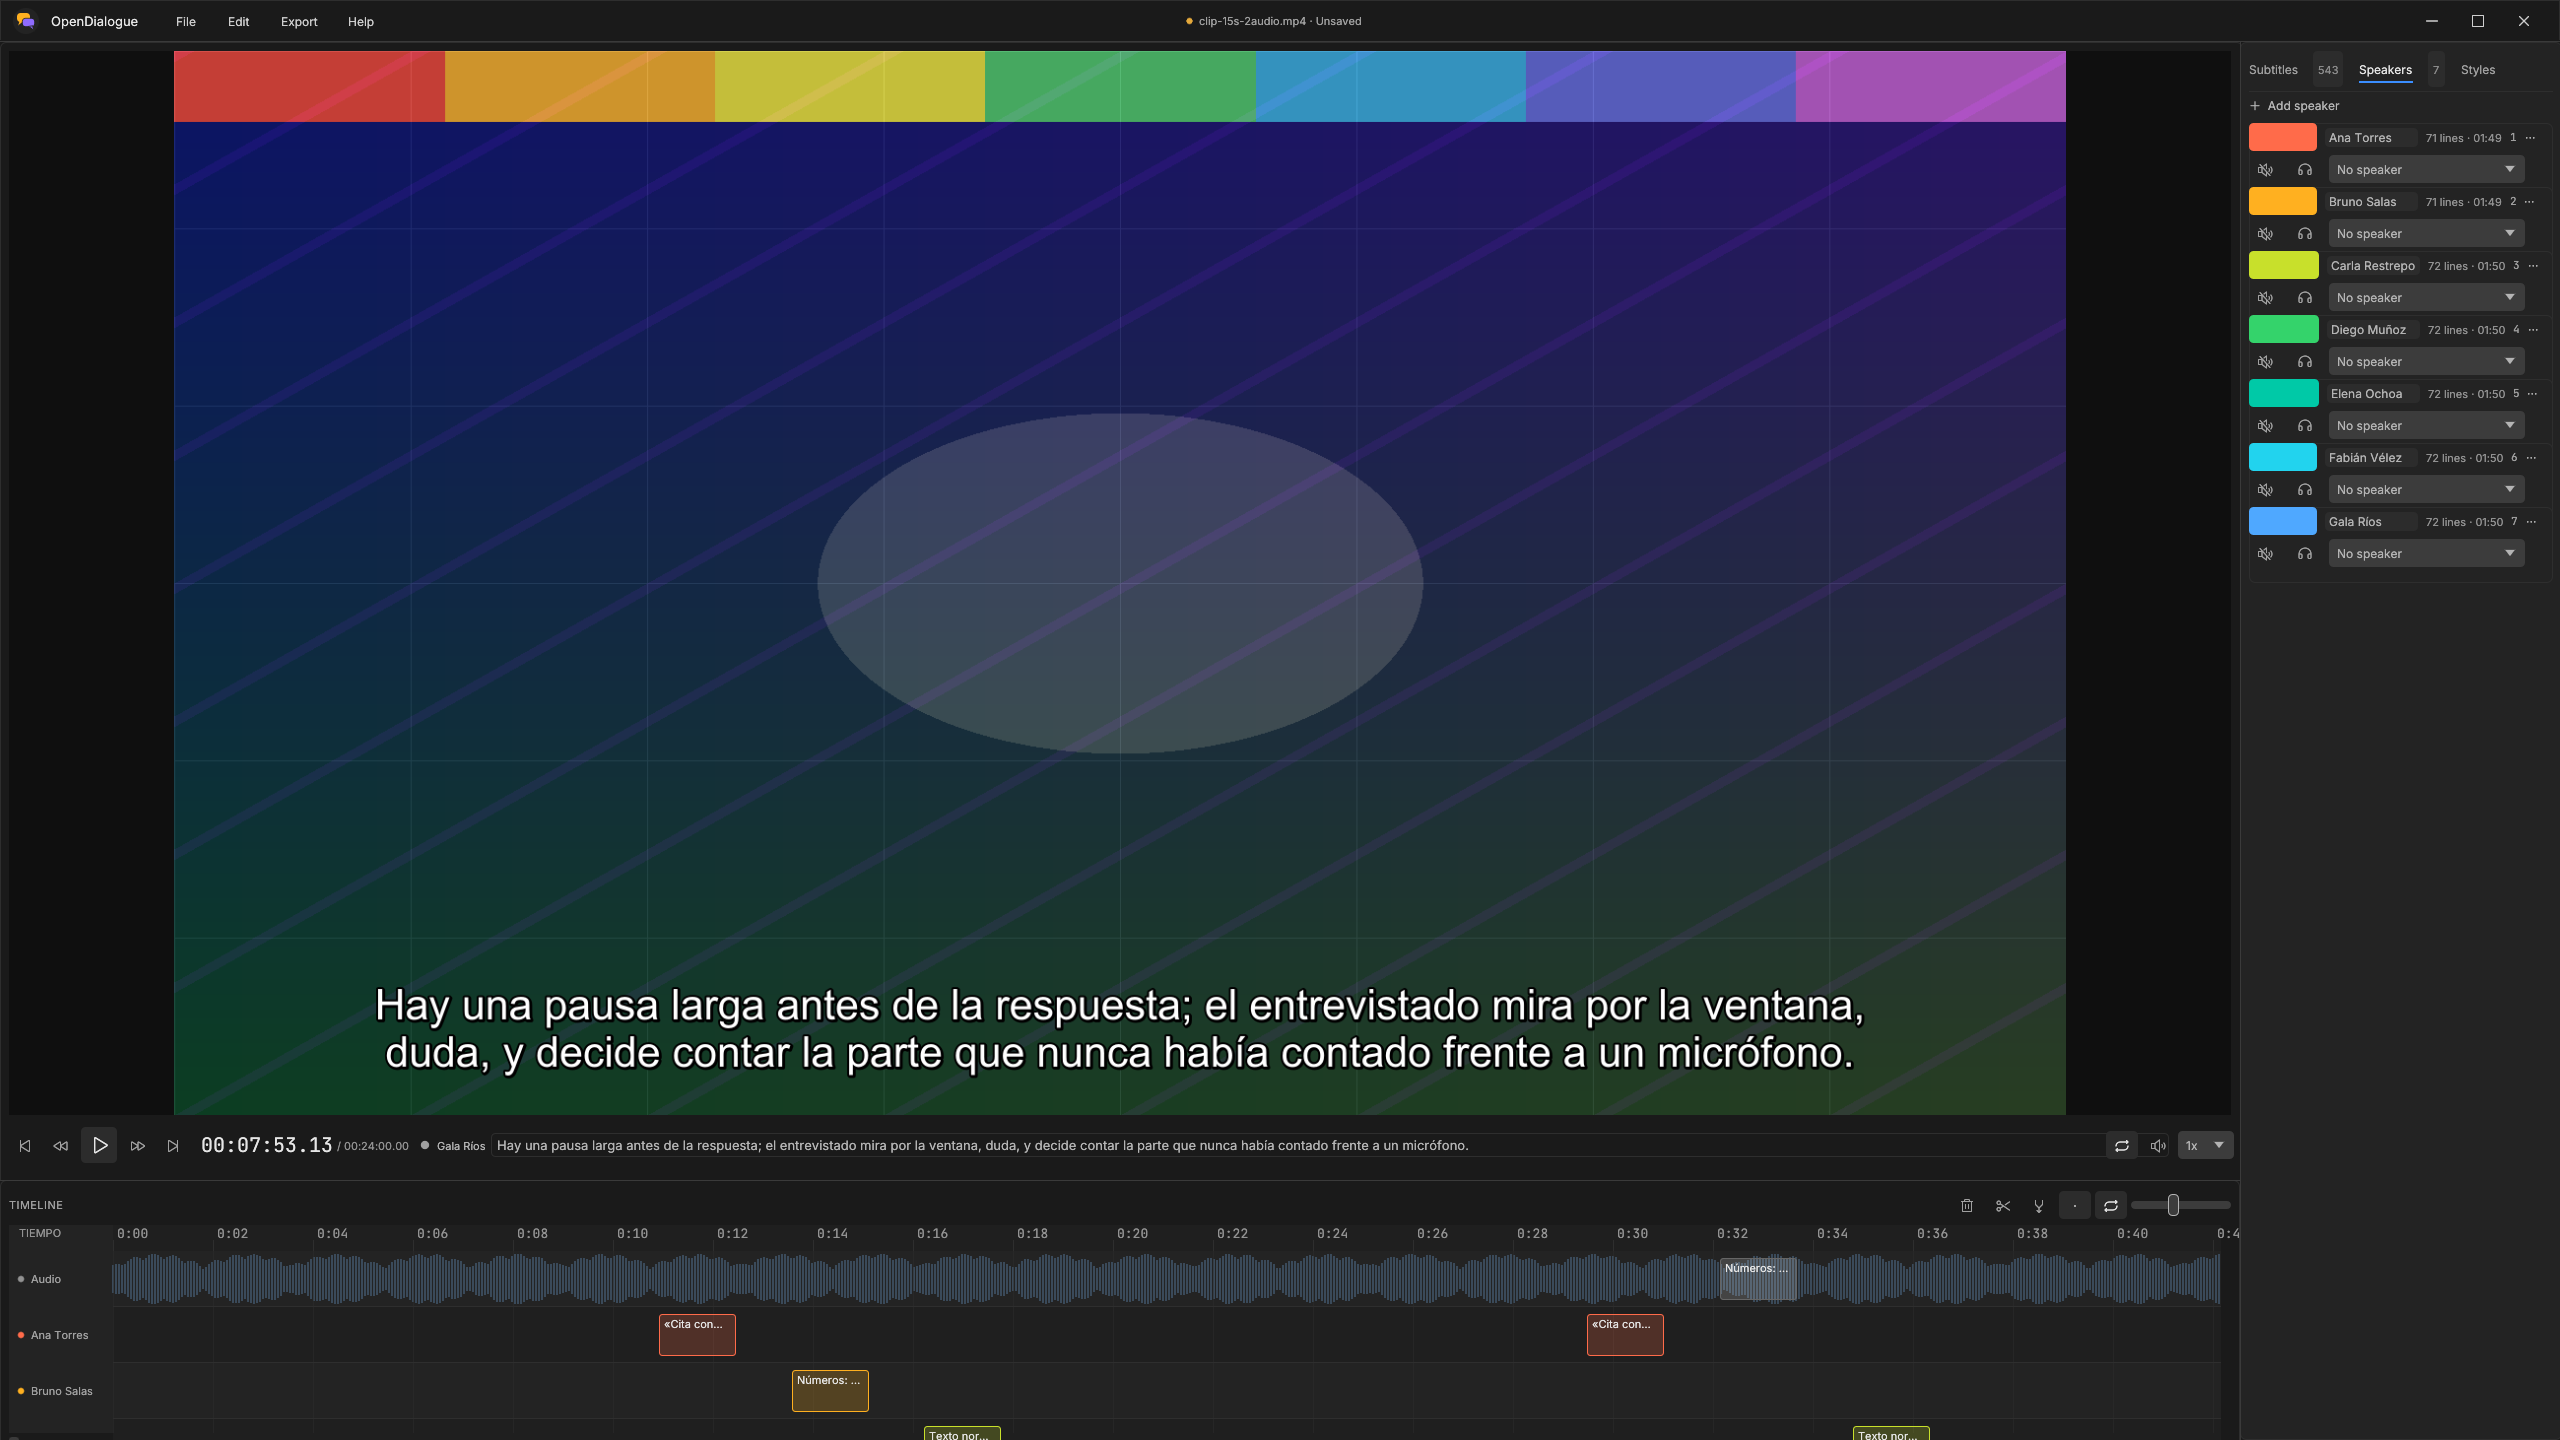 OpenDialogue File Edit Export Help
clip-15s-2audio.mp4 · Unsaved
Subtitles 543 Speakers 7 Styles
+ Add speaker
Ana Torres 71 lines · 01:49 1 ...
No speaker
Bruno Salas 71 lines · 01:49 2 ...
No speaker
Carla Restrepo 72 lines · 01:50 3 ...
No speaker
Diego Muñoz 72 lines · 01:50 4 ...
No speaker
Elena Ochoa 72 lines · 01:50 5 ...
No speaker
Fabián Vélez 72 lines · 01:50 6 ...
No speaker
Gala Ríos 72 lines · 01:50 7 ...
No speaker
Hay una pausa larga antes de la respuesta; el entrevistado mira por la ventana,
duda, y decide contar la parte que nunca había contado frente a un micrófono.
00:07:53.13 / 00:24:00.00 Gala Ríos Hay una pausa larga antes de la respuesta; el entrevistado mira por la ventana, duda, y decide contar la parte que nunca había contado frente a un micrófono. 1x
TIMELINE
TIEMPO 0:00 0:02 0:04 0:06 0:08 0:10 0:12 0:14 0:16 0:18 0:20 0:22 0:24 0:26 0:28 0:30 0:32 0:34 0:36 0:38 0:40 0:4
Audio Números: ...
Ana Torres «Cita con... «Cita con...
Bruno Salas Números: ...
Texto nor... Texto nor...